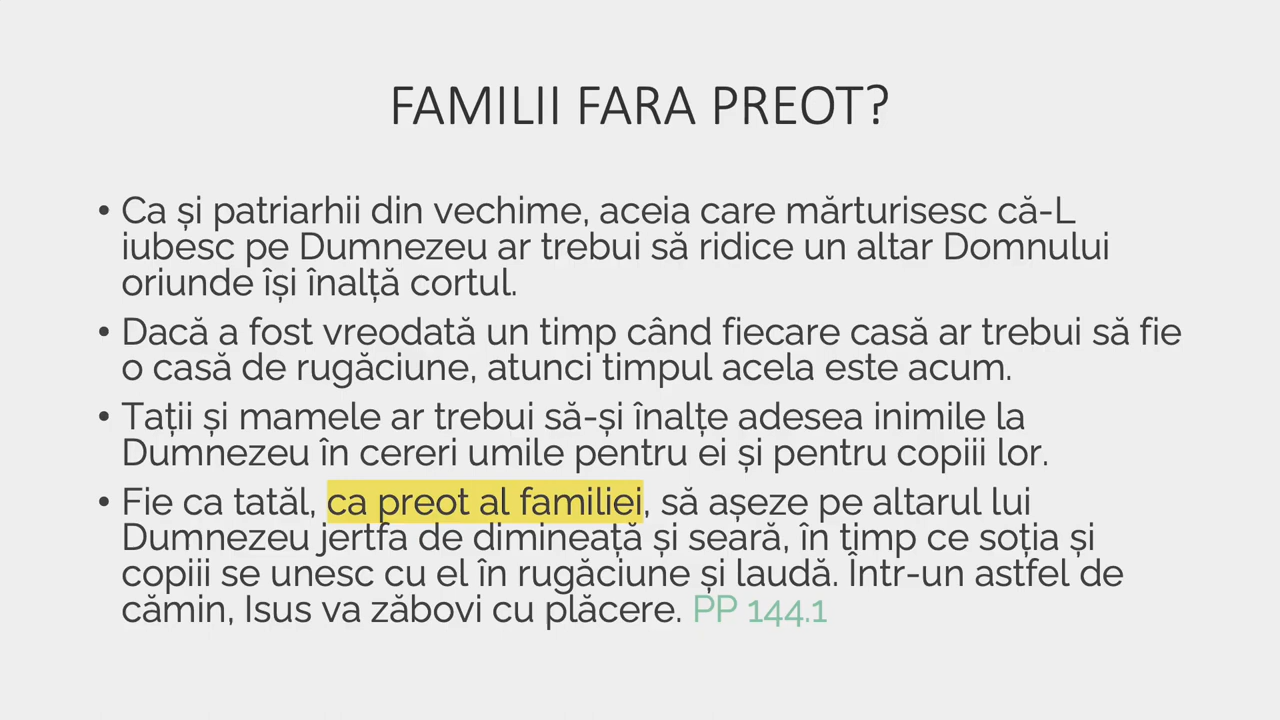 FAMILII FARA PREOT?
• Ca și patriarhii din vechime, aceia care mărturisesc că-L
iubesc pe Dumnezeu ar trebui să ridice un altar Domnului
oriunde își înalță cortul.
• Dacă a fost vreodată un timp când fiecare casă ar trebui să fie
o casă de rugăciune, atunci timpul acela este acum.
• Tații și mamele ar trebui să-și înalțe adesea inimile la
Dumnezeu în cereri umile pentru ei și pentru copiii lor.
• Fie ca tatăl, ca preot al familiei, să așeze pe altarul lui
Dumnezeu jertfa de dimineață și seară, în timp ce soția și
copiii se unesc cu el în rugăciune și laudă. Într-un astfel de
cămin, Isus va zăbovi cu plăcere. PP 144.1